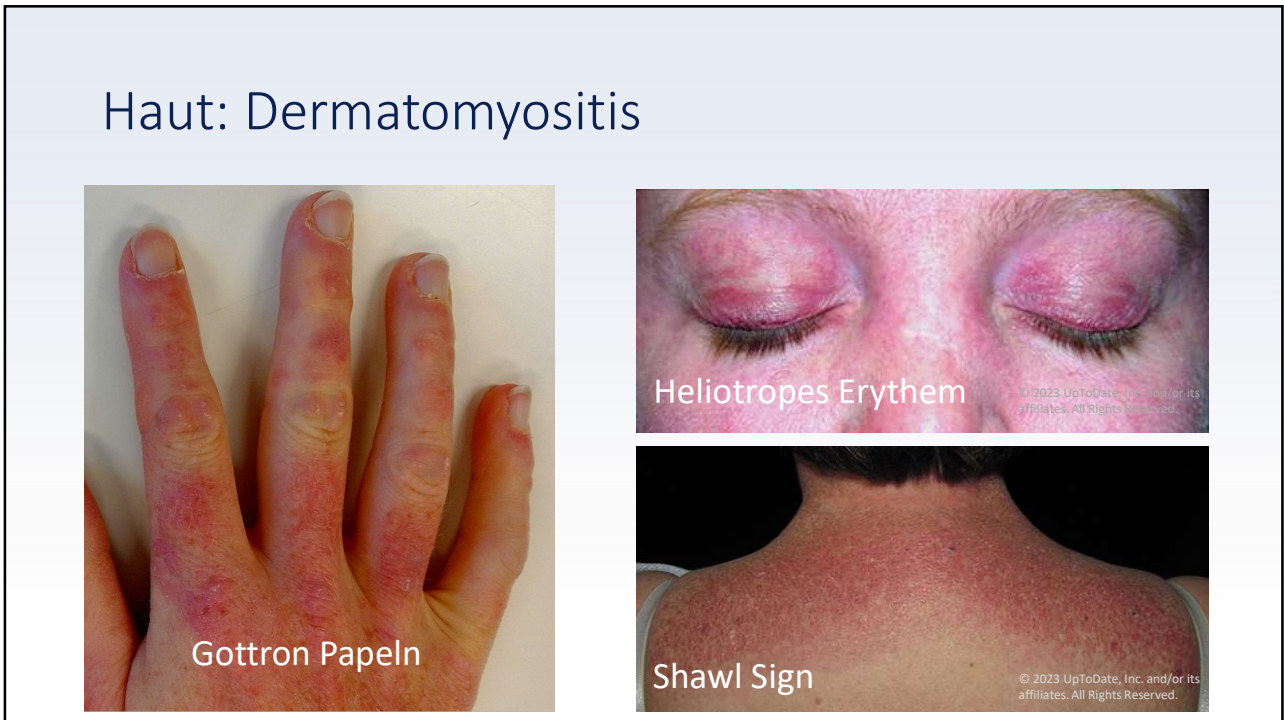 Haut: Dermatomyositis
Gottron Papeln
Heliotropes Erythem
© 2023 UpToDate, Inc. and/or its
affiliates. All Rights Reserved.
Shawl Sign
© 2023 UpToDate, Inc. and/or its
affiliates. All Rights Reserved.